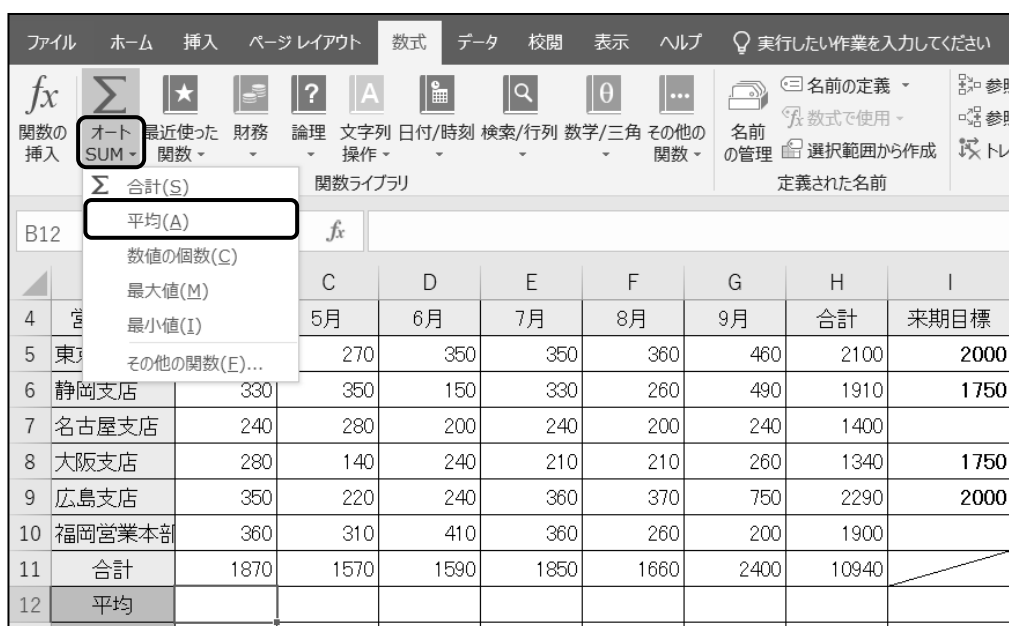 ファイル ホーム 挿入 ページ レイアウト 数式 データ 校閲 表示 ヘルプ 実行したい作業を入力してください
fx Σ ★ ? A θ …
関数の オート 最近使った 財務 論理 文字列 日付/時刻 検索/行列 数学/三角 その他の 名前
挿入 SUM 関数 操作 関数 の管理
名前の定義
数式で使用
選択範囲から作成
参照
参照
トレ
関数ライブラリ 定義された名前
Σ 合計(S)
平均(A)
数値の個数(C)
最大値(M)
最小値(I)
その他の関数(F)...
B12 fx
C D E F G H I
4 5月 6月 7月 8月 9月 合計 来期目標
5 270 350 350 360 460 2100 2000
6 静岡支店 330 350 150 330 260 490 1910 1750
7 名古屋支店 240 280 200 240 200 240 1400
8 大阪支店 280 140 240 210 210 260 1340 1750
9 広島支店 350 220 240 360 370 750 2290 2000
10 福岡営業本部 360 310 410 360 260 200 1900
11 合計 1870 1570 1590 1850 1660 2400 10940
12 平均